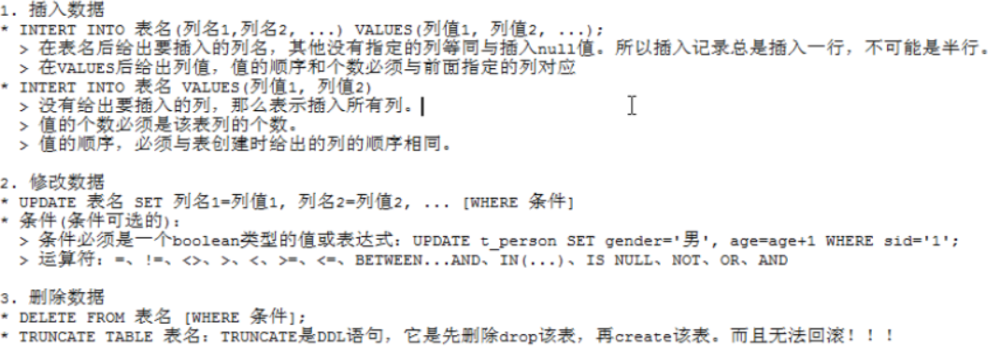 1. 插入数据
* INTERT INTO 表名(列名1,列名2, ...) VALUES(列值1, 列值2, ...);
> 在表名后给出要插入的列名，其他没有指定的列等同与插入null值。所以插入记录总是插入一行，不可能是半行。
> 在VALUES后给出列值，值的顺序和个数必须与前面指定的列对应
* INTERT INTO 表名 VALUES(列值1, 列值2)
> 没有给出要插入的列，那么表示插入所有列。
> 值的个数必须是该表列的个数。
> 值的顺序，必须与表创建时给出的列的顺序相同。
2. 修改数据
* UPDATE 表名 SET 列名1=列值1, 列名2=列值2, ... [WHERE 条件]
* 条件(条件可选的)：
> 条件必须是一个boolean类型的值或表达式：UPDATE t_person SET gender='男', age=age+1 WHERE sid='1';
> 运算符：=、!=、<>、>、<、>=、<=、BETWEEN...AND、IN(...)、IS NULL、NOT、OR、AND
3. 删除数据
* DELETE FROM 表名 [WHERE 条件];
* TRUNCATE TABLE 表名：TRUNCATE是DDL语句，它是先删除drop该表，再create该表。而且无法回滚！！！